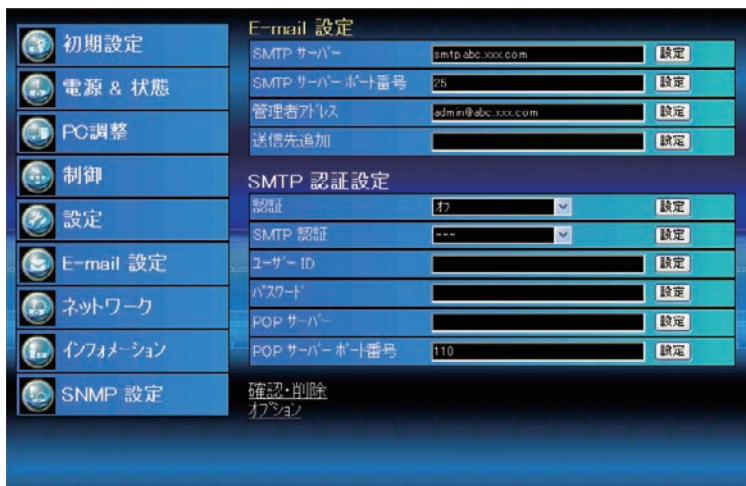 初期設定
電源 & 状態
PC調整
制御
設定
E-mail 設定
ネットワーク
インフォメーション
SNMP 設定
E-mail 設定
SMTP サーバー smtp.abc.xxx.com 設定
SMTP サーバー ポート番号 25 設定
管理者アドレス admin@abc.xxx.com 設定
送信先追加 設定
SMTP 認証設定
認証 オフ 設定
SMTP 認証 --- 設定
ユーザー ID 設定
パスワード 設定
POP サーバー 設定
POP サーバー ポート番号 110 設定
確認・削除
オプション